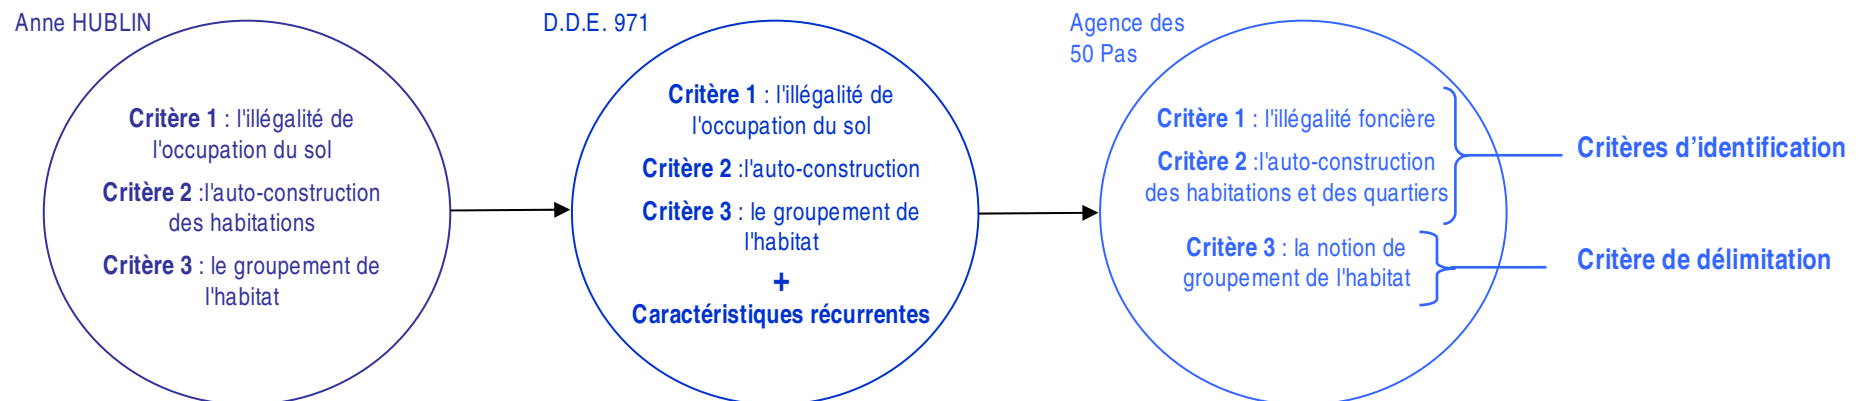 Anne HUBLIN
Critère 1 : l'illégalité de
l'occupation du sol
Critère 2 :l'auto-construction
des habitations
Critère 3 : le groupement de
l'habitat
D.D.E. 971
Critère 1 : l'illégalité de
l'occupation du sol
Critère 2 :l'auto-construction
Critère 3 : le groupement de
l'habitat
+
Caractéristiques récurrentes
Agence des
50 Pas
Critère 1 : l'illégalité foncière
Critère 2 :l'auto-construction
des habitations et des quartiers
Critère 3 : la notion de
groupement de l'habitat
Critères d’identification
Critère de délimitation